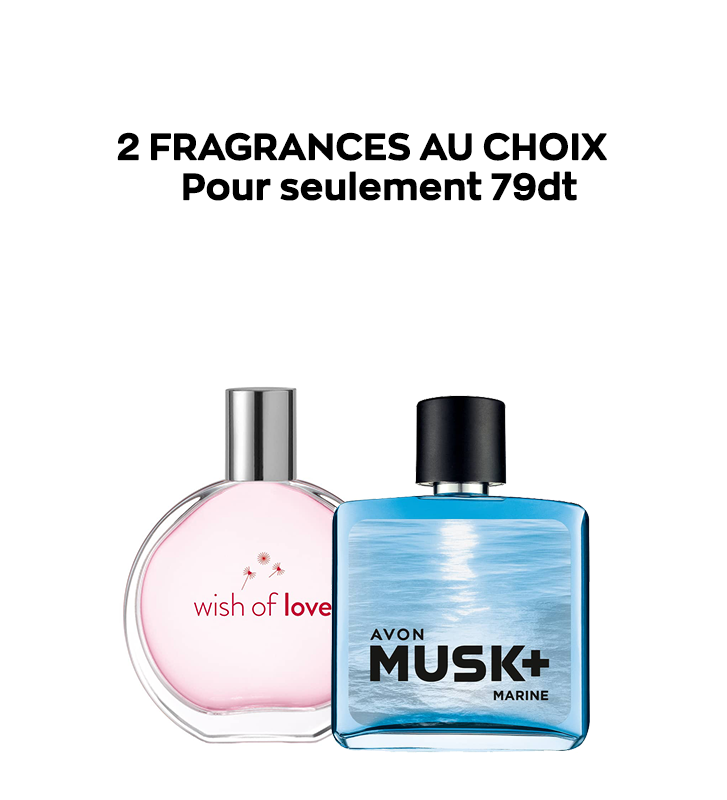 2 FRAGRANCES AU CHOIX
Pour seulement 79dt
wish of love
AVON
MUSK+
MARINE